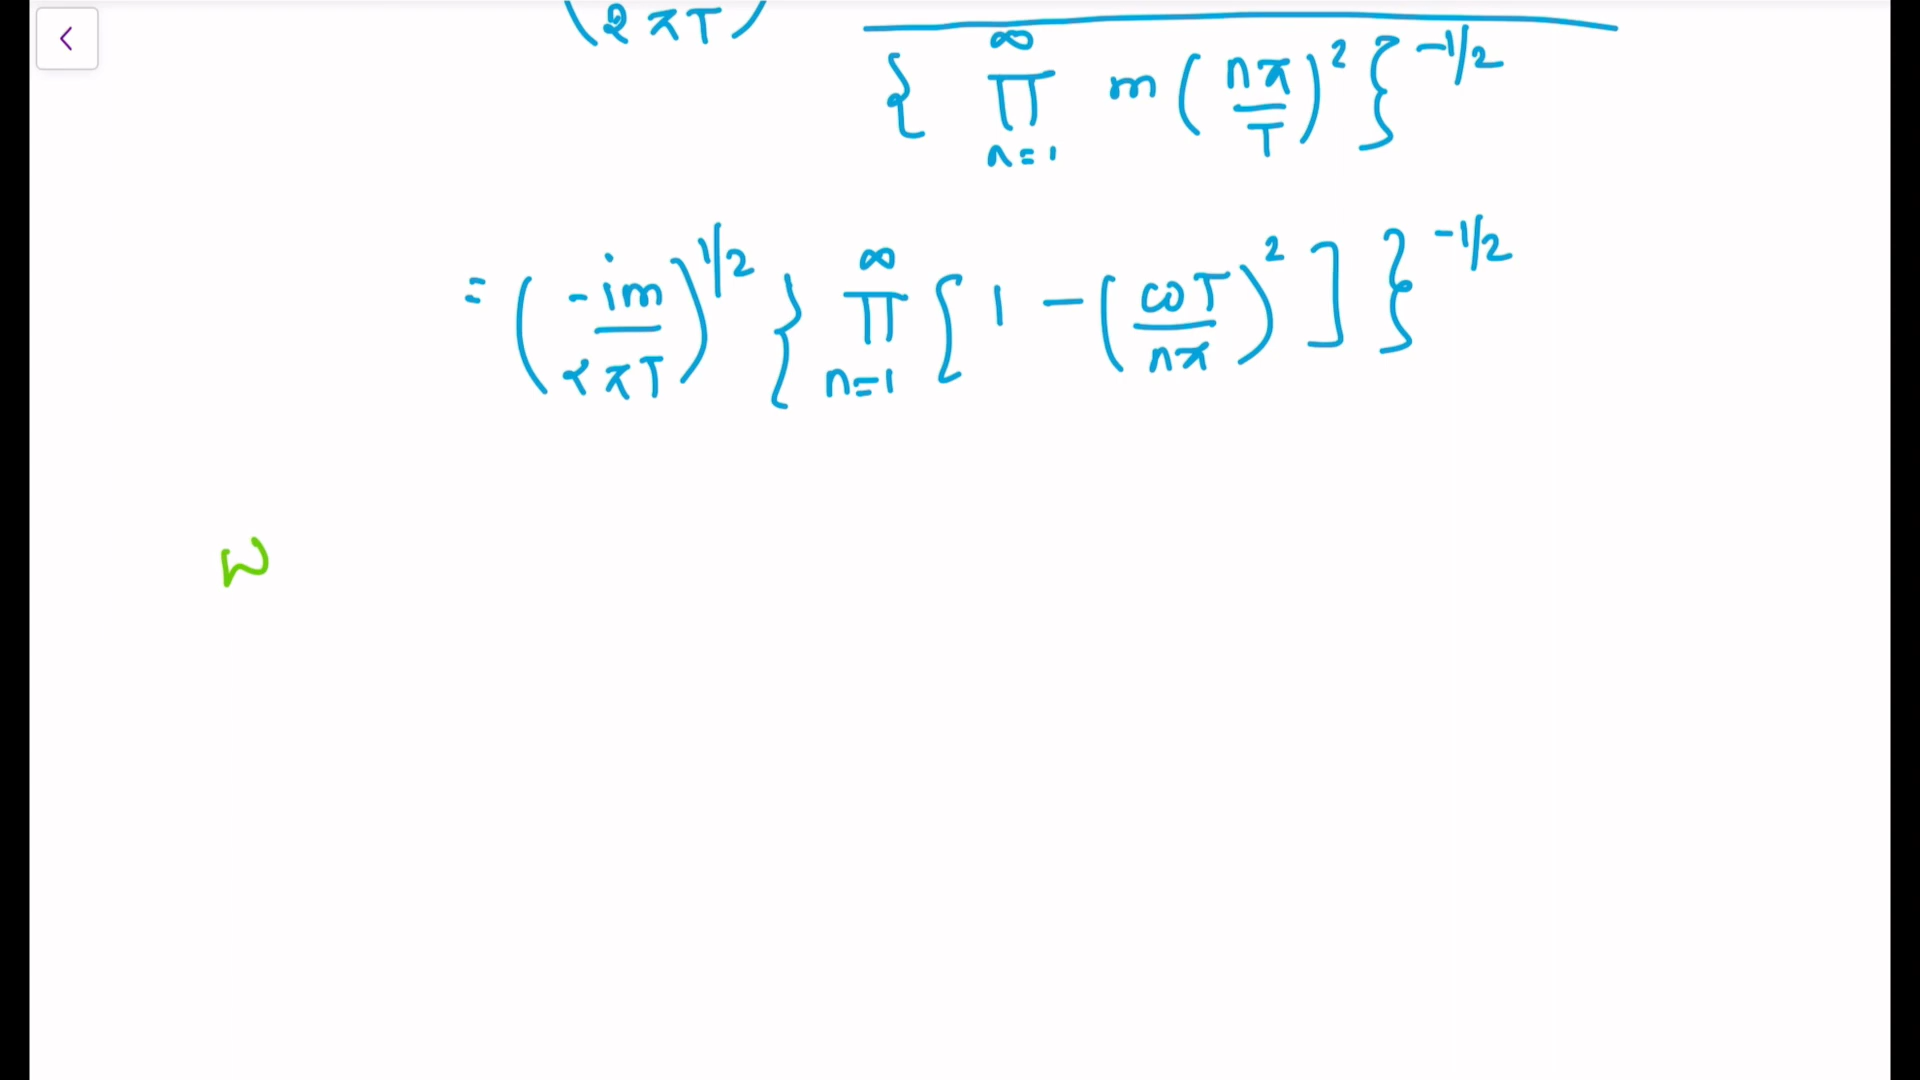 (2πT) { ∏_{n=1}^{∞} m (nπ/T)² }^{-1/2}
= (-im/2πT)^{1/2} { ∏_{n=1}^{∞} [ 1 - (ωT/nπ)² ] }^{-1/2}
W